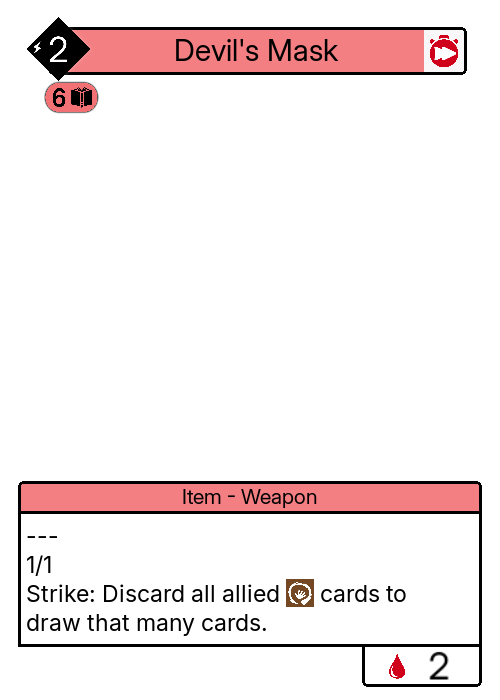 2
Devil's Mask
6
Item - Weapon
---
1/1
Strike: Discard all allied cards to
draw that many cards.
2